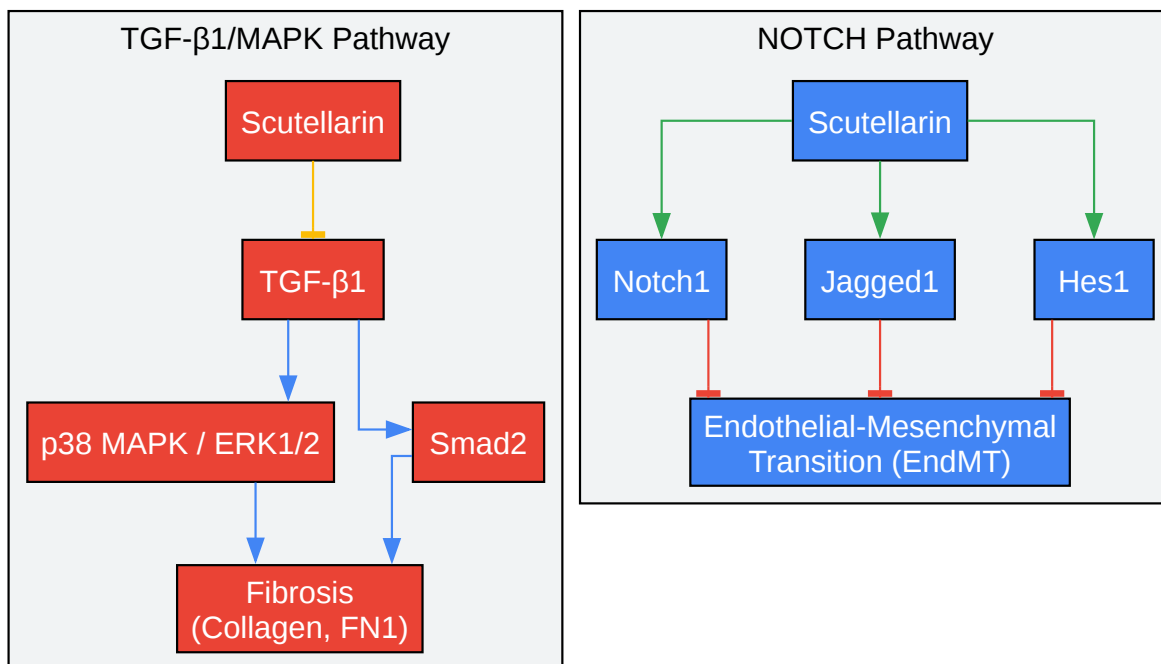 TGF-β1/MAPK Pathway
Scutellarin
TGF-β1
p38 MAPK / ERK1/2
Smad2
Fibrosis
(Collagen, FN1)
NOTCH Pathway
Scutellarin
Notch1
Jagged1
Hes1
Endothelial-Mesenchymal
Transition (EndMT)